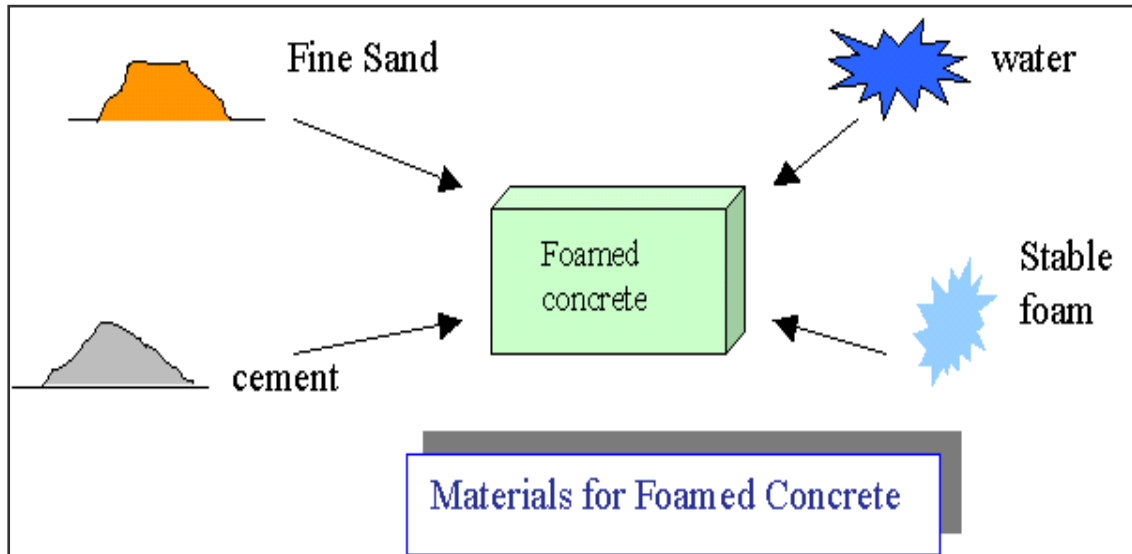 Fine Sand
water
Foamed
concrete
Stable
foam
cement
Materials for Foamed Concrete